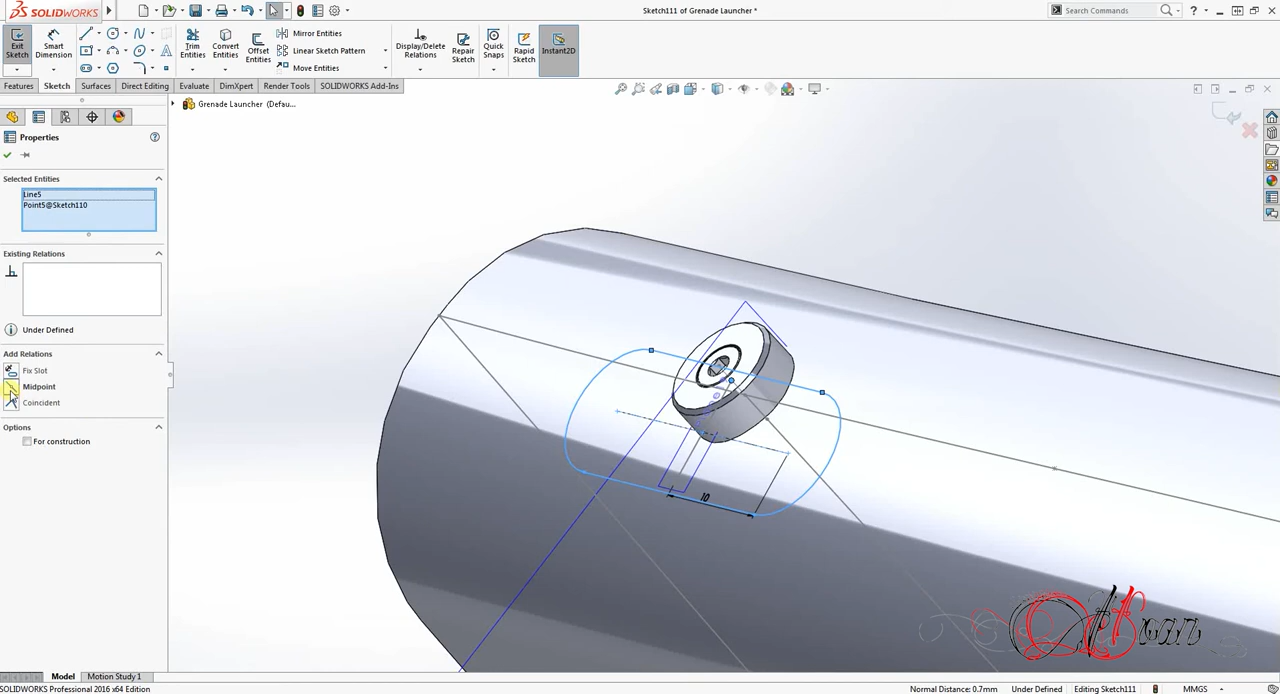 SOLIDWORKS
Sketch111 of Grenade Launcher *
Search Commands
Exit Sketch
Smart Dimension
Trim Entities
Convert Entities
Offset Entities
Mirror Entities
Linear Sketch Pattern
Move Entities
Display/Delete Relations
Repair Sketch
Quick Snaps
Rapid Sketch
Instant2D
Features
Sketch
Surfaces
Direct Editing
Evaluate
DimXpert
Render Tools
SOLIDWORKS Add-Ins
Grenade Launcher (Defau...
Properties
Selected Entities
Line5
Point5@Sketch110
Existing Relations
Under Defined
Add Relations
Fix Slot
Midpoint
Coincident
Options
For construction
10
Model
Motion Study 1
SOLIDWORKS Professional 2016 x64 Edition
Normal Distance: 0.7mm
Under Defined
Editing Sketch111
MMGS